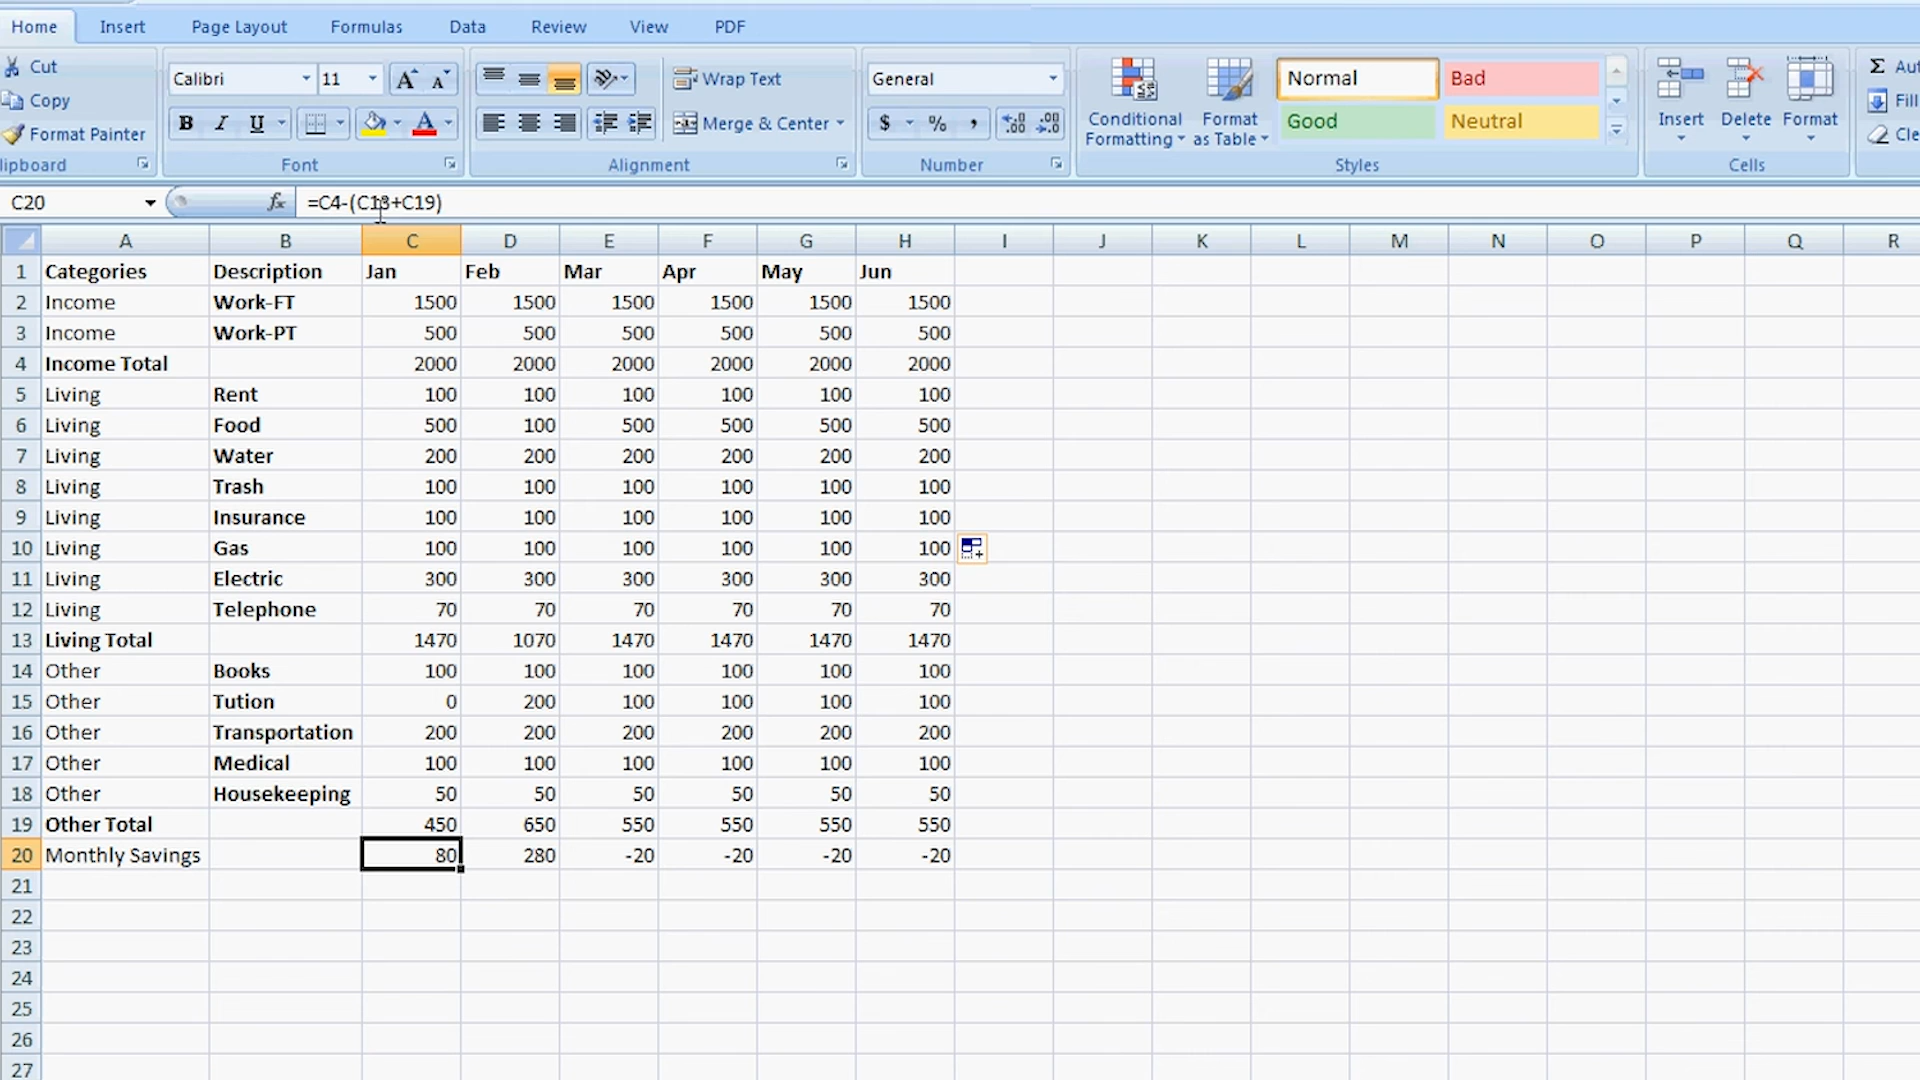 Home Insert Page Layout Formulas Data Review View PDF
Cut
Copy
Format Painter
lipboard
Calibri 11 A A
B I U A
Font
Wrap Text
Merge & Center
Alignment
General
$ % ,
Number
Conditional Formatting
Format as Table
Normal Bad
Good Neutral
Styles
Insert Delete Format
Cells
Σ Aut
Fill
Cle
C20 fx =C4-(C13+C19)
A B C D E F G H I J K L M N O P Q R
1 Categories Description Jan Feb Mar Apr May Jun
2 Income Work-FT 1500 1500 1500 1500 1500 1500
3 Income Work-PT 500 500 500 500 500 500
4 Income Total 2000 2000 2000 2000 2000 2000
5 Living Rent 100 100 100 100 100 100
6 Living Food 500 100 500 500 500 500
7 Living Water 200 200 200 200 200 200
8 Living Trash 100 100 100 100 100 100
9 Living Insurance 100 100 100 100 100 100
10 Living Gas 100 100 100 100 100 100
11 Living Electric 300 300 300 300 300 300
12 Living Telephone 70 70 70 70 70 70
13 Living Total 1470 1070 1470 1470 1470 1470
14 Other Books 100 100 100 100 100 100
15 Other Tution 0 200 100 100 100 100
16 Other Transportation 200 200 200 200 200 200
17 Other Medical 100 100 100 100 100 100
18 Other Housekeeping 50 50 50 50 50 50
19 Other Total 450 650 550 550 550 550
20 Monthly Savings 80 280 -20 -20 -20 -20
21
22
23
24
25
26
27